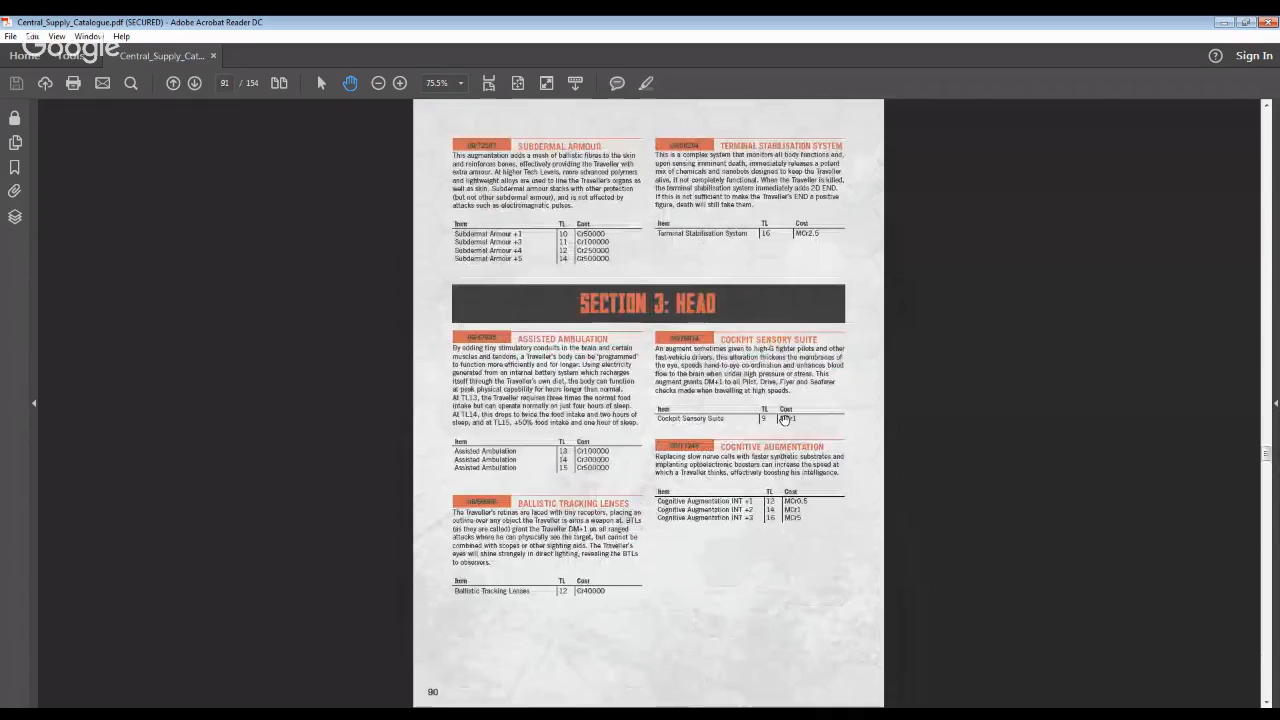 Central_Supply_Catalogue.pdf (SECURED) - Adobe Acrobat Reader DC
File Edit View Window Help
Google
Home Tools Central_Supply_Cat... × Sign In
91 / 154 75.5%
SUBDERMAL ARMOUR
This augmentation adds a mesh of ballistic fibres to the skin
and reinforces bones, effectively providing the Traveller with
extra armour. At higher Tech Levels, more advanced polymers
and lightweight alloys are used to line the Traveller's organs as
well as skin. Subdermal armour stacks with other protection
(but not other subdermal armour), and is not affected by
attacks such as electromagnetic pulses.
Item TL Cost
Subdermal Armour +1 10 Cr50000
Subdermal Armour +3 11 Cr100000
Subdermal Armour +4 12 Cr250000
Subdermal Armour +5 14 Cr500000
TERMINAL STABILISATION SYSTEM
This is a complex system that monitors all body functions and,
upon sensing imminent death, immediately releases a potent
mix of chemicals and nanobots designed to keep the Traveller
alive, if not completely functional. When the Traveller is killed,
the terminal stabilisation system immediately adds 2D END.
If this is not sufficient to make the Traveller's END a positive
figure, death will still take them.
Item TL Cost
Terminal Stabilisation System 16 MCr2.5
SECTION 3: HEAD
ASSISTED AMBULATION
By adding tiny stimulatory conduits in the brain and certain
muscles and tendons, a Traveller's body can be 'programmed'
to function more efficiently and for longer. Using electricity
generated from an internal battery system which recharges
itself through the Traveller's own diet, the body can function
at peak physical capability for hours longer than normal.
At TL13, the Traveller requires three times the normal food
intake but can operate normally on just four hours of sleep.
At TL14, this drops to twice the food intake and two hours of
sleep, and at TL15, +50% food intake and one hour of sleep.
Item TL Cost
Assisted Ambulation 13 Cr100000
Assisted Ambulation 14 Cr300000
Assisted Ambulation 15 Cr500000
BALLISTIC TRACKING LENSES
The Traveller's retinas are laced with tiny receptors, placing an
outline over any object the Traveller is aims a weapon at. BTLs
(as they are called) grant the Traveller DM+1 on all ranged
attacks where he can physically see the target, but cannot be
combined with scopes or other sighting aids. The Traveller's
eyes will shine strangely in direct lighting, revealing the BTLs
to observers.
Item TL Cost
Ballistic Tracking Lenses 12 Cr40000
COCKPIT SENSORY SUITE
An augment sometimes given to high-G fighter pilots and other
fast-vehicle drivers, this alteration thickens the membranes of
the eye, speeds hand-to-eye co-ordination and enhances blood
flow to the brain when under high pressure or stress. This
augment grants DM+1 to all Pilot, Drive, Flyer and Seafarer
checks made when travelling at high speeds.
Item TL Cost
Cockpit Sensory Suite 9
COGNITIVE AUGMENTATION
Replacing slow nerve cells with faster synthetic substrates and
implanting optoelectronic boosters can increase the speed at
which a Traveller thinks, effectively boosting his intelligence.
Item TL Cost
Cognitive Augmentation INT +1 12 MCr0.5
Cognitive Augmentation INT +2 14 MCr1
Cognitive Augmentation INT +3 16 MCr5
90